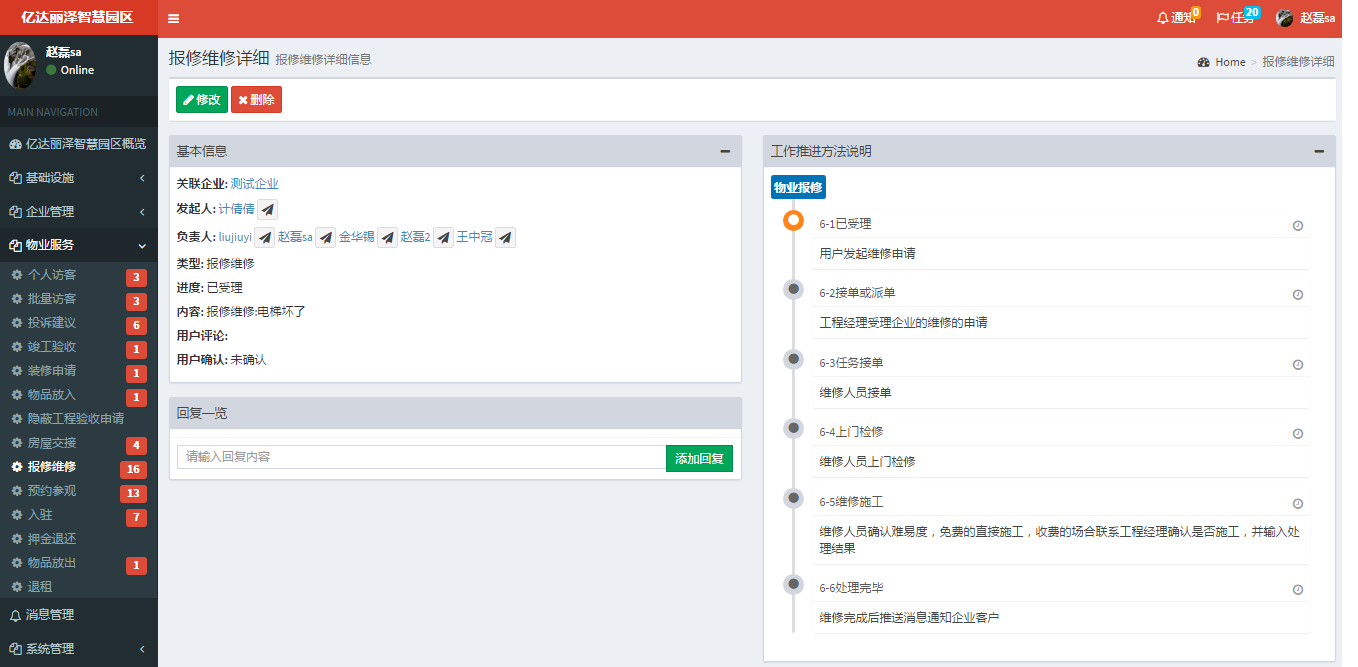 亿达丽泽智慧园区
通知 0
任务 20
赵磊sa
赵磊sa
Online
MAIN NAVIGATION
亿达丽泽智慧园区概览
基础设施
企业管理
物业服务
个人访客 3
批量访客 3
投诉建议 6
竣工验收 1
装修申请 1
物品放入 1
隐蔽工程验收申请
房屋交接 4
报修维修 16
预约参观 13
入驻 7
押金退还
物品放出 1
退租
消息管理
系统管理
报修维修详细 报修维修详细信息
Home > 报修维修详细
修改 删除
基本信息
关联企业: 测试企业
发起人: 计倩倩
负责人: liujiuyi 赵磊sa 金华锡 赵磊2 王中冠
类型: 报修维修
进度: 已受理
内容: 报修维修:电梯坏了
用户评论:
用户确认: 未确认
回复一览
请输入回复内容 添加回复
工作推进方法说明
物业报修
6-1已受理
用户发起维修申请
6-2接单或派单
工程经理受理企业的维修的申请
6-3任务接单
维修人员接单
6-4上门检修
维修人员上门检修
6-5维修施工
维修人员确认难易度，免费的直接施工，收费的场合联系工程经理确认是否施工，并输入处
理结果
6-6处理完毕
维修完成后推送消息通知企业客户